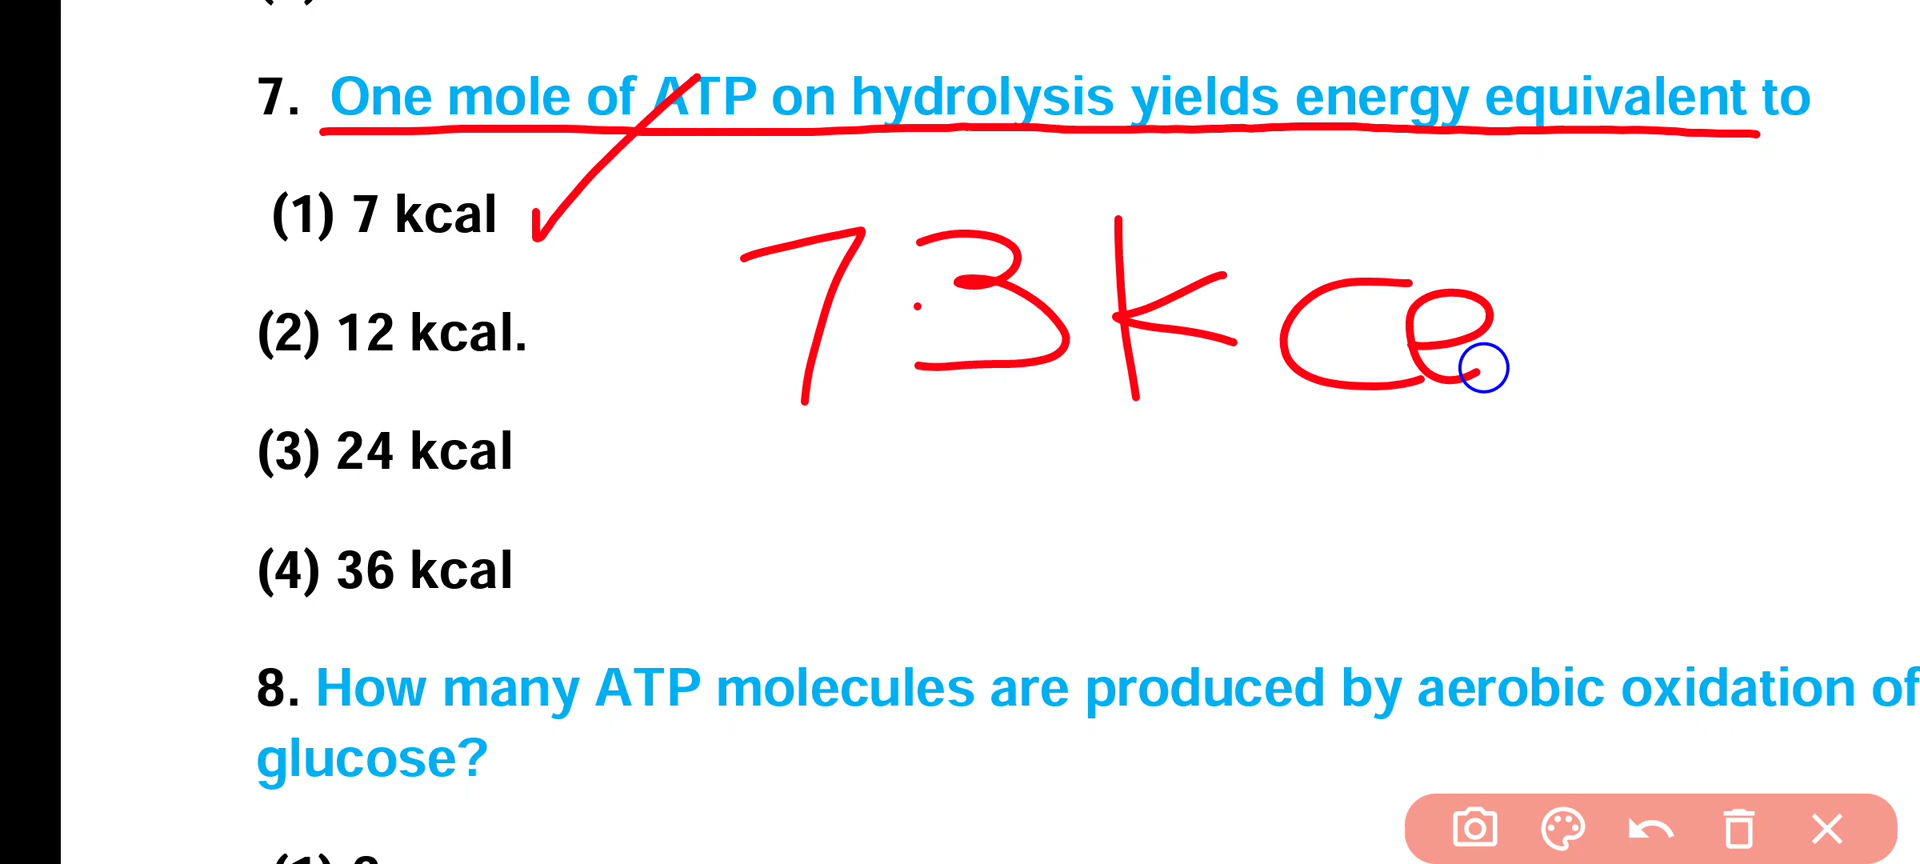 7. One mole of ATP on hydrolysis yields energy equivalent to
(1) 7 kcal
7.3 k ce
(2) 12 kcal.
(3) 24 kcal
(4) 36 kcal
8. How many ATP molecules are produced by aerobic oxidation of
glucose?